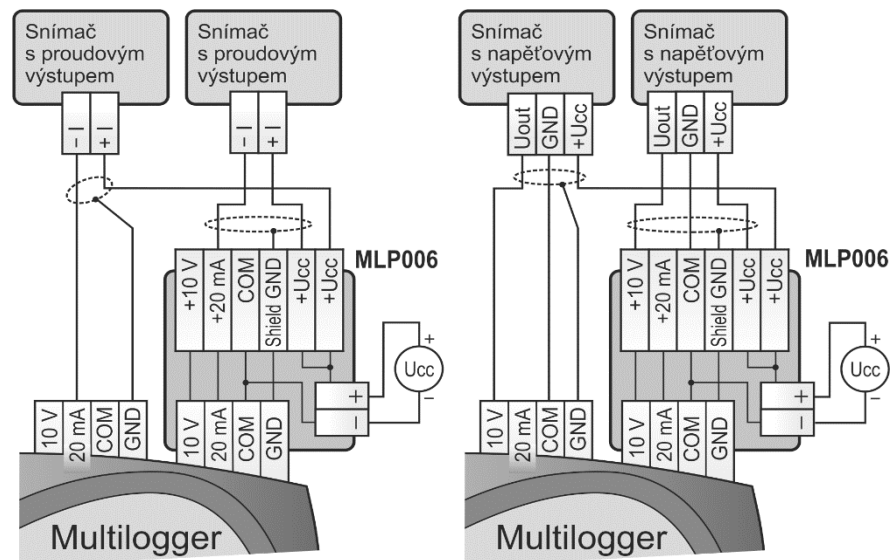 Snímač
s proudovým
výstupem
Snímač
s proudovým
výstupem
Snímač
s napěťovým
výstupem
Snímač
s napěťovým
výstupem
– I
+ I
– I
+ I
Uout
GND
+Ucc
Uout
GND
+Ucc
MLP006
+10 V
+20 mA
COM
Shield GND
+Ucc
+Ucc
MLP006
+10 V
+20 mA
COM
Shield GND
+Ucc
+Ucc
+
Ucc
–
+
–
+
Ucc
–
+
–
10 V
20 mA
COM
GND
10 V
20 mA
COM
GND
10 V
20 mA
COM
GND
10 V
20 mA
COM
GND
Multilogger
Multilogger